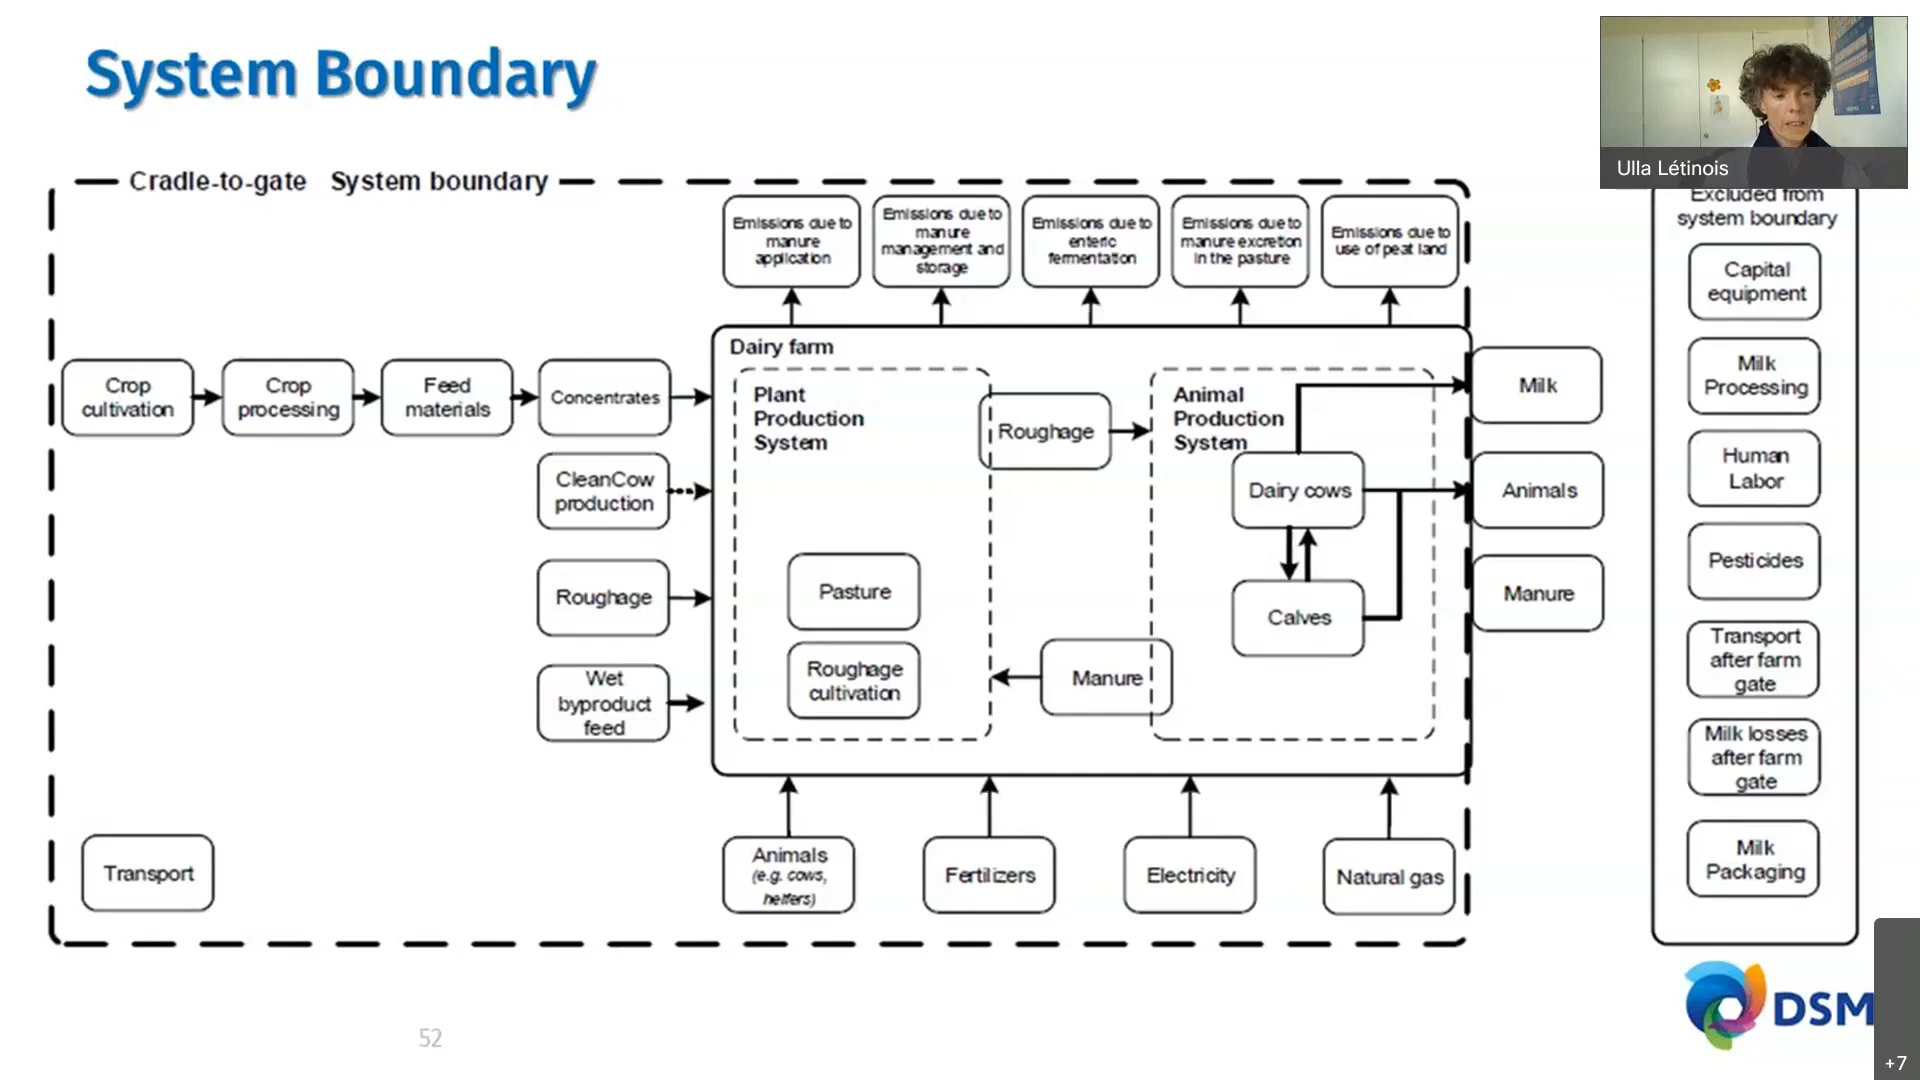 System Boundary
Ulla Létinois
Cradle-to-gate System boundary
Emissions due to
manure
application
Emissions due to
manure
management and
storage
Emissions due to
enteric
fermentation
Emissions due to
manure excretion
in the pasture
Emissions due to
use of peat land
Excluded from
system boundary
Capital
equipment
Milk
Processing
Human
Labor
Pesticides
Transport
after farm
gate
Milk losses
after farm
gate
Milk
Packaging
Crop
cultivation
Crop
processing
Feed
materials
Concentrates
CleanCow
production
Roughage
Wet
byproduct
feed
Dairy farm
Plant
Production
System
Roughage
Animal
Production
System
Dairy cows
Calves
Pasture
Roughage
cultivation
Manure
Milk
Animals
Manure
Transport
Animals
(e.g. cows,
heifers)
Fertilizers
Electricity
Natural gas
52
DSM
+7